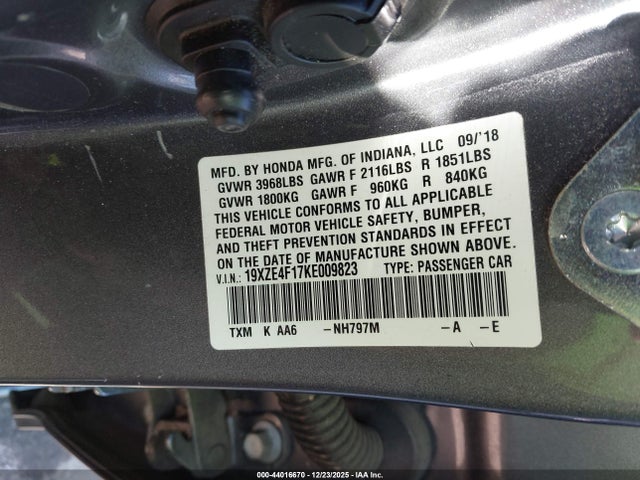 MFD. BY HONDA MFG. OF INDIANA, LLC 09/'18
GVWR 3968LBS GAWR F 2116LBS R 1851LBS
GVWR 1800KG GAWR F 960KG R 840KG
THIS VEHICLE CONFORMS TO ALL APPLICABLE
FEDERAL MOTOR VEHICLE SAFETY, BUMPER,
AND THEFT PREVENTION STANDARDS IN EFFECT
ON THE DATE OF MANUFACTURE SHOWN ABOVE.
V.I.N.: 19XZE4F17KE009823 TYPE: PASSENGER CAR
TXM K AA6 -NH797M -A -E
000-44016670 - 12/23/2025 - IAA Inc.